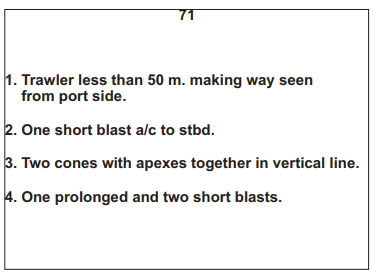 71
1. Trawler less than 50 m. making way seen
from port side.
2. One short blast a/c to stbd.
3. Two cones with apexes together in vertical line.
4. One prolonged and two short blasts.